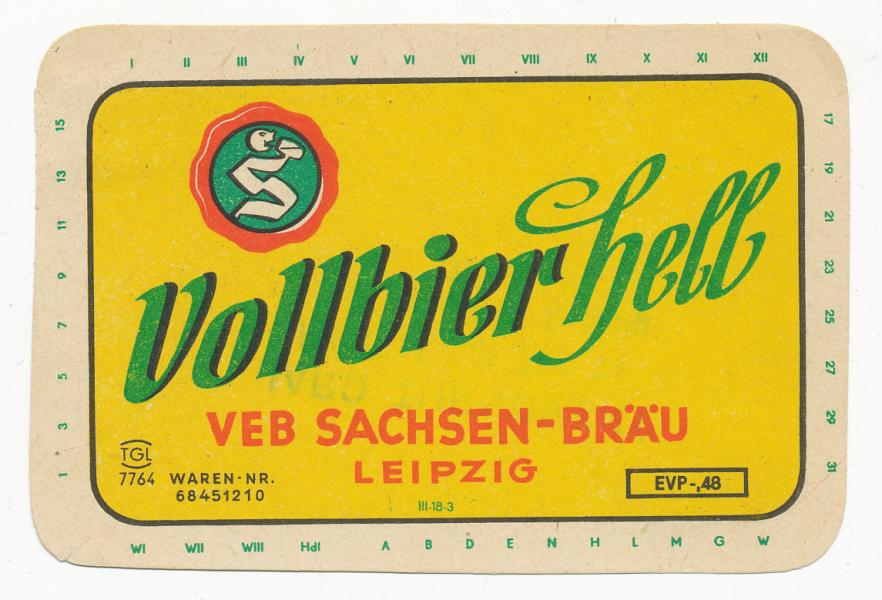 I II III IV V VI VII VIII IX X XI XII
15
13
11
9
7
5
3
1
17
19
21
23
25
27
29
31
Vollbier hell
VEB SACHSEN-BRÄU
LEIPZIG
TGL
7764 WAREN-NR.
68451210
EVP -,48
III-18-3
WI WII WIII HdI A B D E N H L M G W